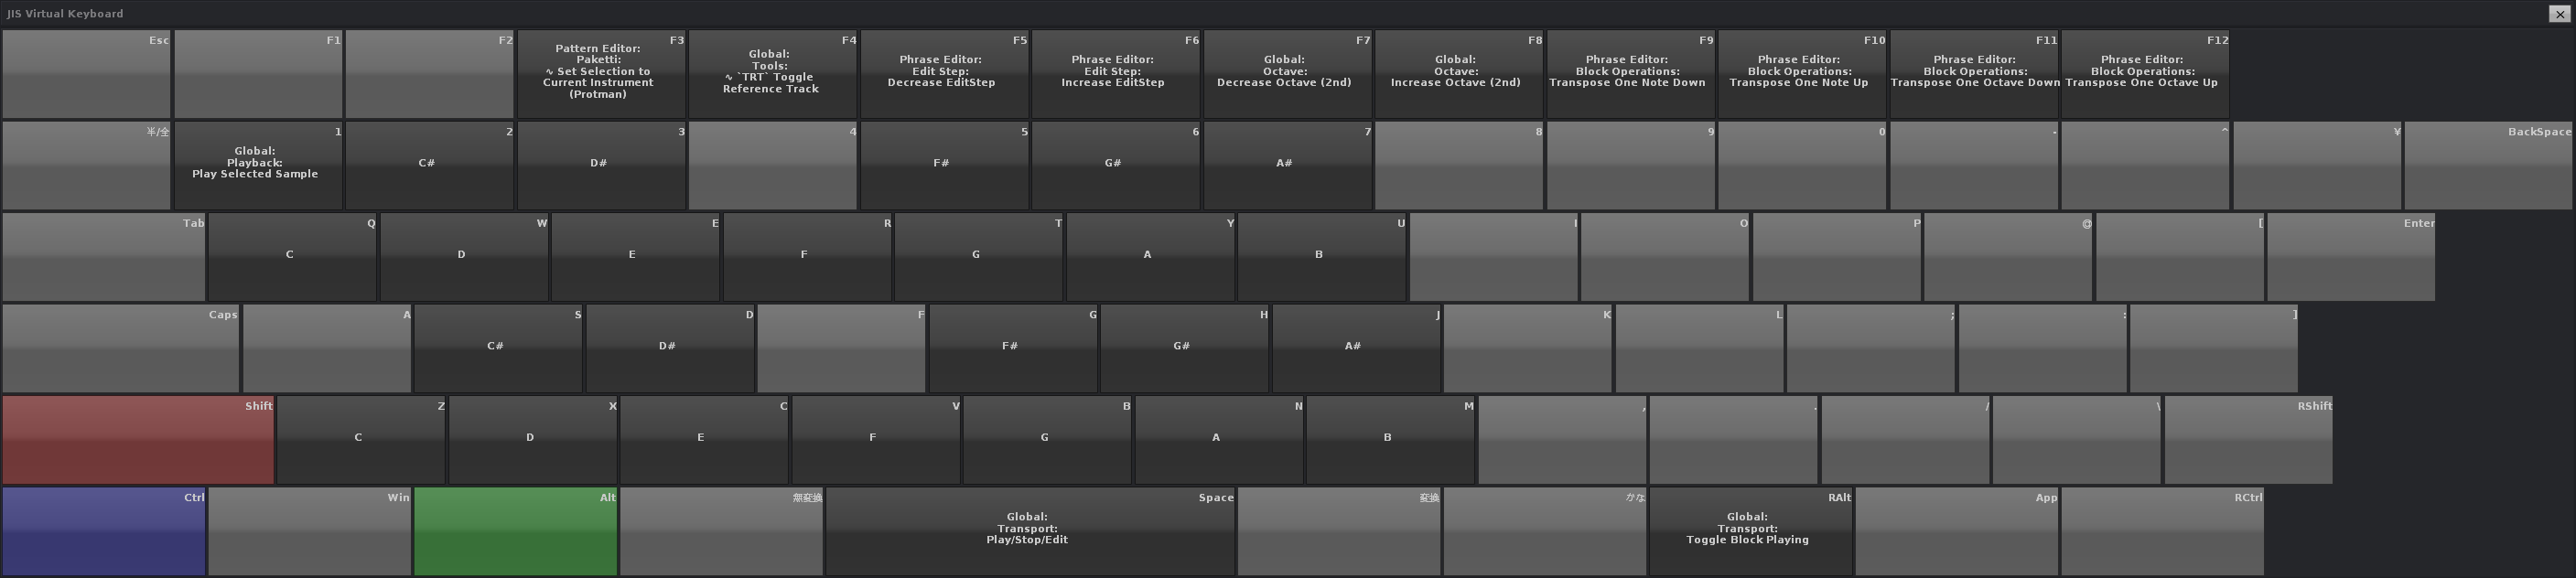 JIS Virtual Keyboard
Esc
F1
F2
F3
Pattern Editor:
Paketti:
∿ Set Selection to
Current Instrument
(Protman)
F4
Global:
Tools:
∿ `TRT` Toggle
Reference Track
F5
Phrase Editor:
Edit Step:
Decrease EditStep
F6
Phrase Editor:
Edit Step:
Increase EditStep
F7
Global:
Octave:
Decrease Octave (2nd)
F8
Global:
Octave:
Increase Octave (2nd)
F9
Phrase Editor:
Block Operations:
Transpose One Note Down
F10
Phrase Editor:
Block Operations:
Transpose One Note Up
F11
Phrase Editor:
Block Operations:
Transpose One Octave Down
F12
Phrase Editor:
Block Operations:
Transpose One Octave Up
半/全
1
Global:
Playback:
Play Selected Sample
2
C#
3
D#
4
5
F#
6
G#
7
A#
8
9
0
-
^
¥
BackSpace
Tab
Q
C
W
D
E
E
R
F
T
G
Y
A
U
B
I
O
P
@
[
Enter
Caps
A
S
C#
D
D#
F
G
F#
H
G#
J
A#
K
L
;
:
]
Shift
Z
C
X
D
C
E
V
F
B
G
N
A
M
B
,
.
/
\
RShift
Ctrl
Win
Alt
無変換
Space
Global:
Transport:
Play/Stop/Edit
変換
かな
RAlt
Global:
Transport:
Toggle Block Playing
App
RCtrl